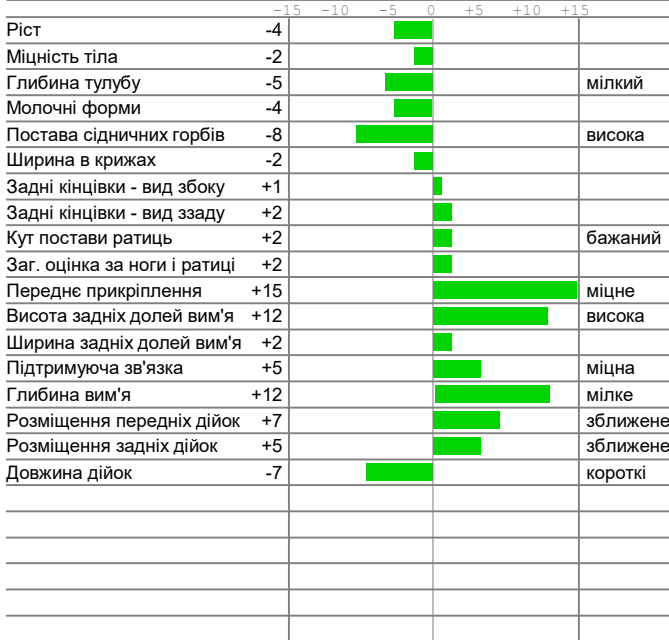 -15 -10 -5 0 +5 +10 +15
Ріст -4
Міцність тіла -2
Глибина тулубу -5 мілкий
Молочні форми -4
Постава сідничних горбів -8 висока
Ширина в крижах -2
Задні кінцівки - вид збоку +1
Задні кінцівки - вид ззаду +2
Кут постави ратиць +2 бажаний
Заг. оцінка за ноги і ратиці +2
Переднє прикріплення +15 міцне
Висота задніх долей вим'я +12 висока
Ширина задніх долей вим'я +2
Підтримуюча зв'язка +5 міцна
Глибина вим'я +12 мілке
Розміщення передніх дійок +7 зближене
Розміщення задніх дійок +5 зближене
Довжина дійок -7 короткі